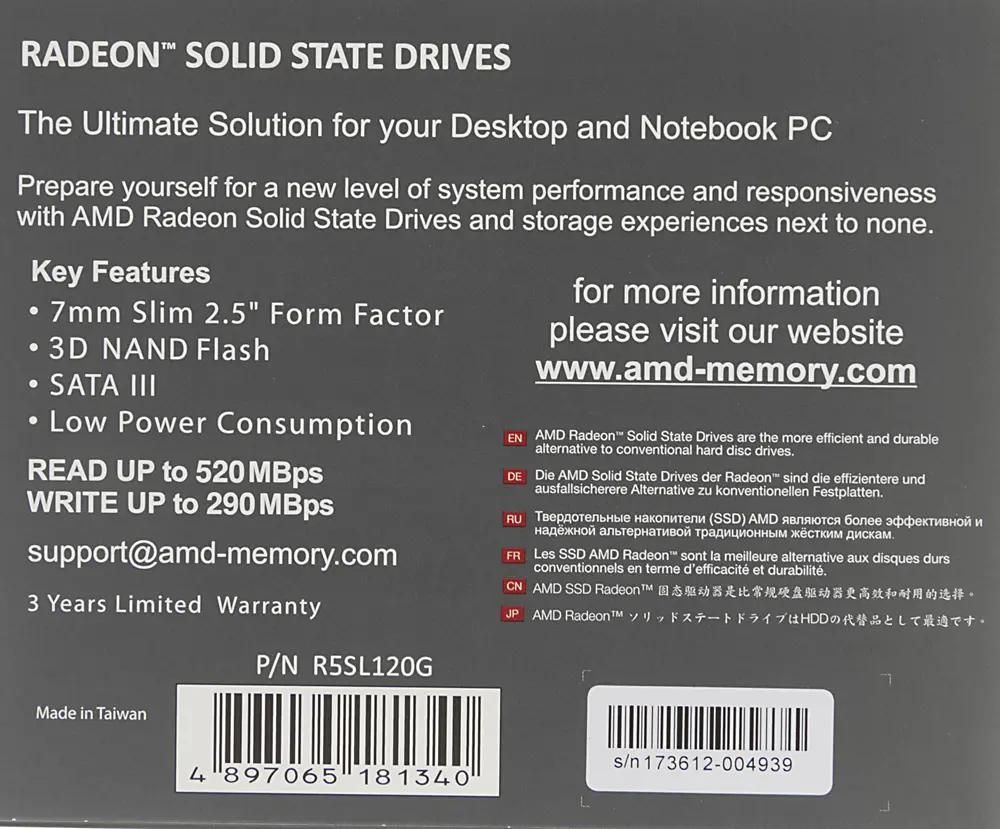 RADEON™ SOLID STATE DRIVES
The Ultimate Solution for your Desktop and Notebook PC
Prepare yourself for a new level of system performance and responsiveness
with AMD Radeon Solid State Drives and storage experiences next to none.
Key Features
• 7mm Slim 2.5" Form Factor
• 3D NAND Flash
• SATA III
• Low Power Consumption
READ UP to 520MBps
WRITE UP to 290MBps
support@amd-memory.com
3 Years Limited Warranty
for more information
please visit our website
www.amd-memory.com
EN AMD Radeon™ Solid State Drives are the more efficient and durable
alternative to conventional hard disc drives.
DE Die AMD Solid State Drives der Radeon™ sind die effizientere und
ausfallsicherere Alternative zu konventionellen Festplatten.
RU Твердотельные накопители (SSD) AMD являются более эффективной и
надёжной альтернативой традиционным жёстким дискам.
FR Les SSD AMD Radeon™ sont la meilleure alternative aux disques durs
conventionnels en terme d'efficacité et durabilité.
CN AMD SSD Radeon™ 固态驱动器是比常规硬盘驱动器更高效和耐用的选择。
JP AMD Radeon™ ソリッドステートドライブはHDDの代替品として最適です。
P/N R5SL120G
Made in Taiwan
4 897065 181340
s/n173612-004939